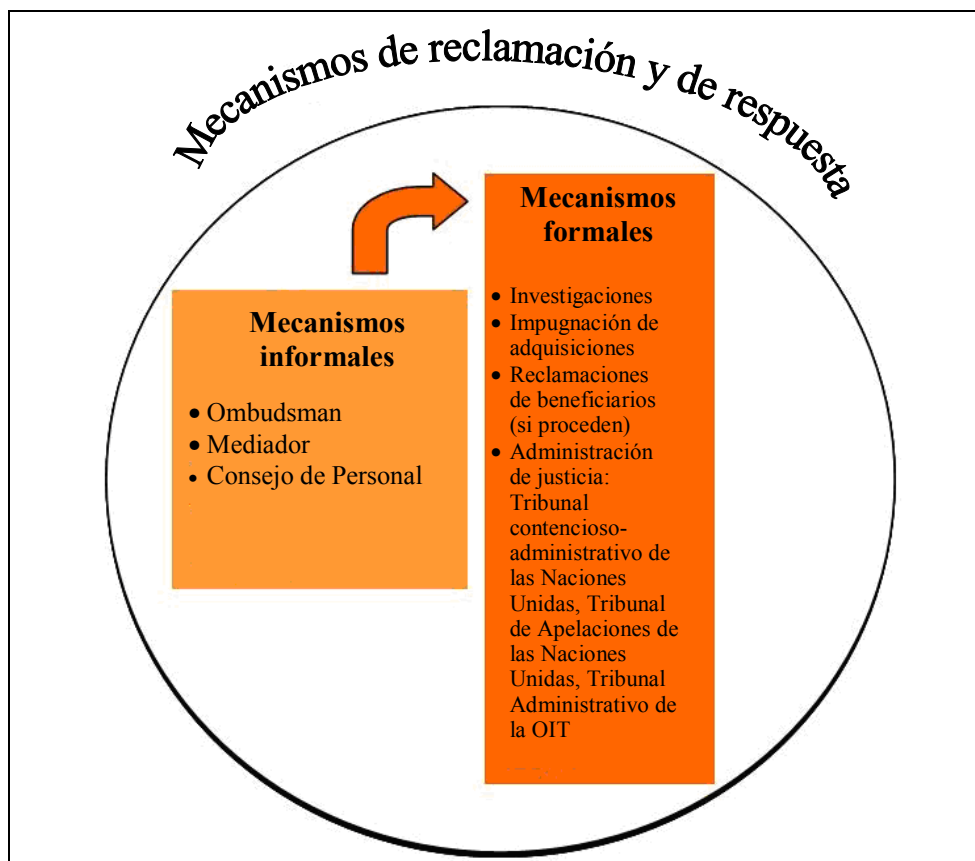 Mecanismos de reclamación y de respuesta
Mecanismos
informales
• Ombudsman
• Mediador
• Consejo de Personal
Mecanismos
formales
• Investigaciones
• Impugnación de
adquisiciones
• Reclamaciones
de beneficiarios
(si proceden)
• Administración
de justicia:
Tribunal
contencioso-
administrativo de
las Naciones
Unidas, Tribunal
de Apelaciones de
las Naciones
Unidas, Tribunal
Administrativo de
la OIT